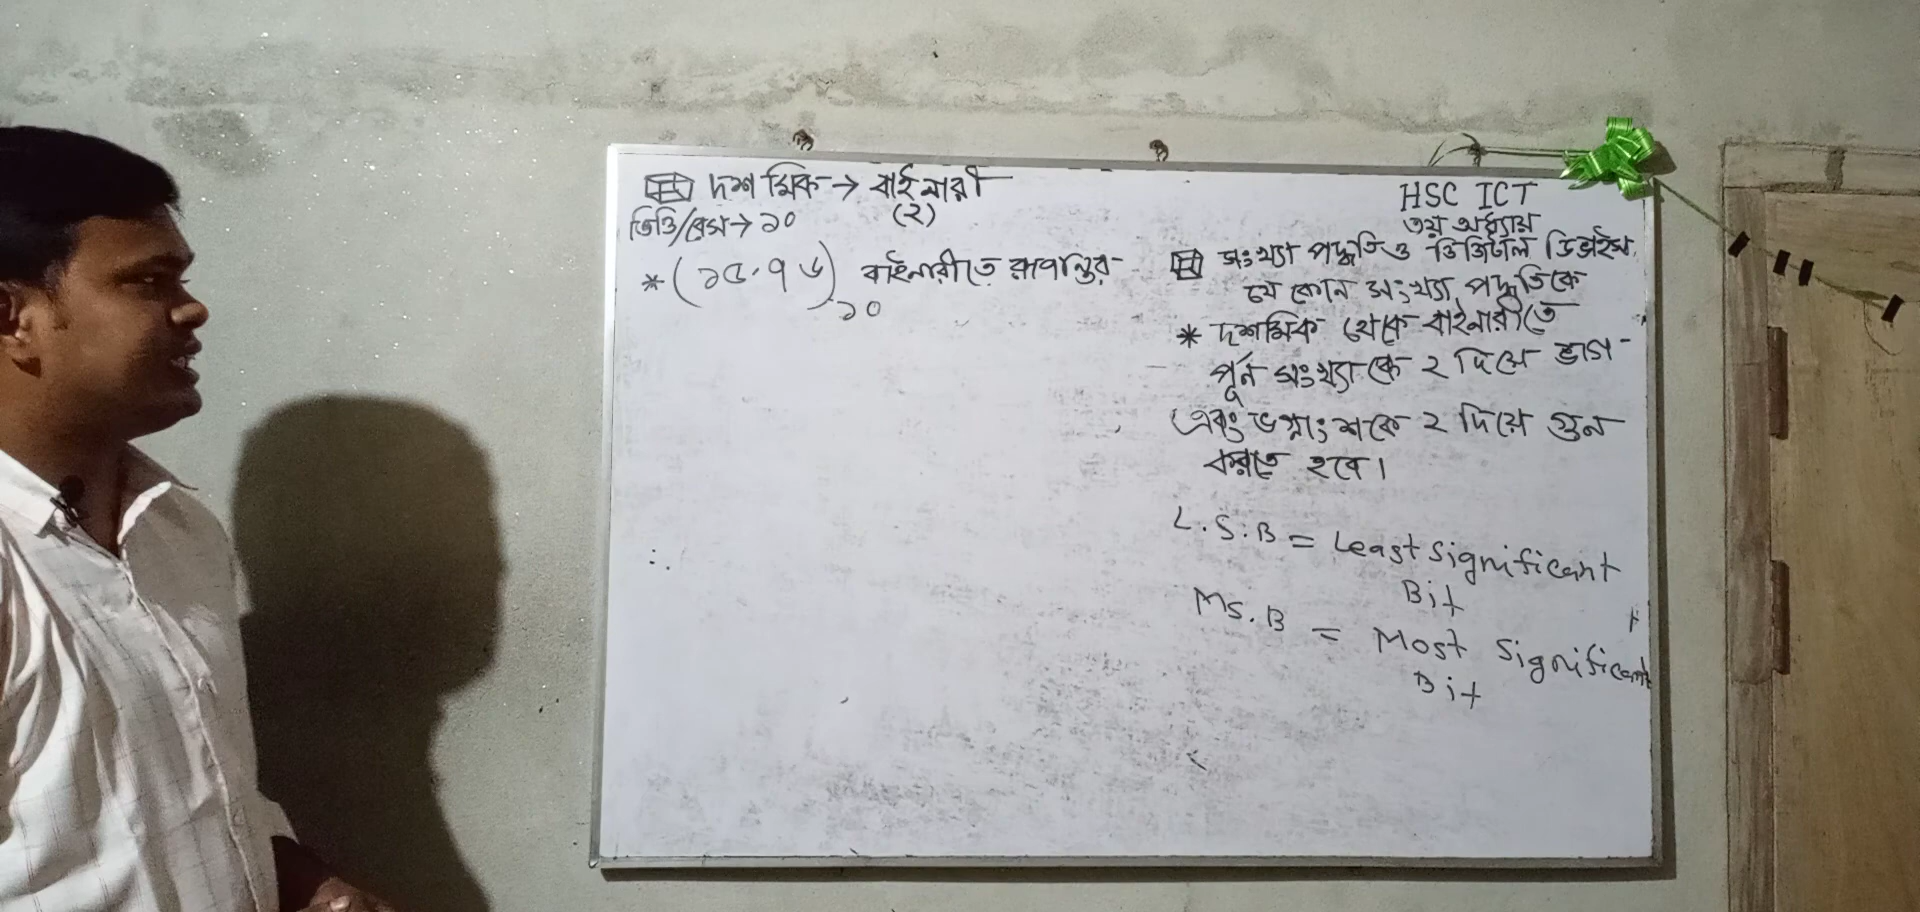 দশমিক → বাইনারী
ভিত্তি/বেস → ১০ (২)
* (১৫.৭৬)১০ বাইনারীতে রূপান্তর
HSC ICT
৩য় অধ্যায়
সংখ্যা পদ্ধতি ও ডিজিটাল ডিভাইস
যে কোন সংখ্যা পদ্ধতিকে
* দশমিক থেকে বাইনারীতে
পূর্ন সংখ্যাকে ২ দিয়ে ভাগ
এবং ভগ্নাংশকে ২ দিয়ে গুন
করতে হবে।
L.S.B = Least Significant
Bit
MS.B = Most Significant
Bit